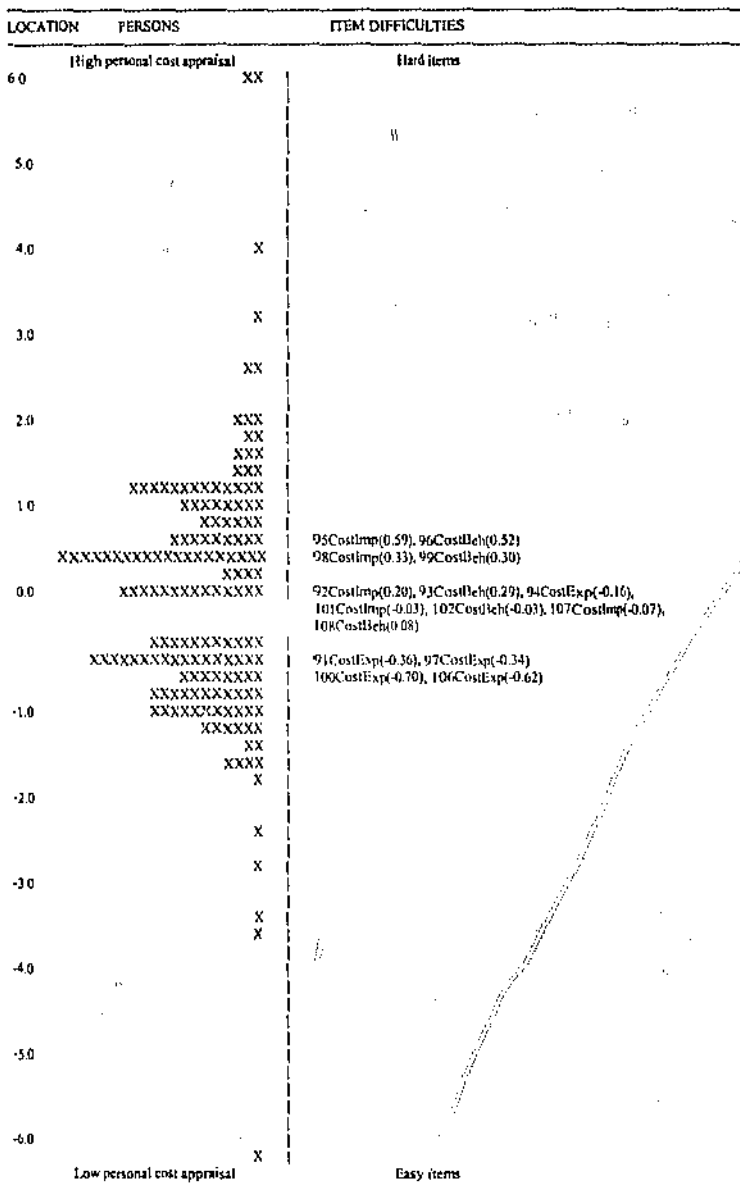 LOCATION PERSONS ITEM DIFFICULTIES
High personal cost appraisal Hard items
6 0 XX
5.0
4.0 X
X
3.0
XX
2.0 XXX
XX
XXX
XXX
XXXXXXXXXXXXX
1 0 XXXXXXXX
XXXXXX
XXXXXXXXX 95CostImp(0.59), 96CostBeh(0.52)
XXXXXXXXXXXXXXXXXXXX 98CostImp(0.33), 99CostBeh(0.30)
XXXX
0.0 XXXXXXXXXXXXXX 92CostImp(0.20), 93CostBeh(0.29), 94CostExp(-0.16),
101CostImp(-0.03), 102CostBeh(-0.03), 107CostImp(-0.07),
108CostBeh(0.08)
XXXXXXXXXXX
XXXXXXXXXXXXXXXXX 91CostExp(-0.36), 97CostExp(-0.34)
XXXXXXXX 100CostExp(-0.70), 106CostExp(-0.62)
XXXXXXXXXXX
-1.0 XXXXXXXXXXX
XXXXXX
XX
XXXX
X
-2.0
X
X
-3 0
X
X
-4.0
-5.0
-6.0
X
Low personal cost appraisal Easy items